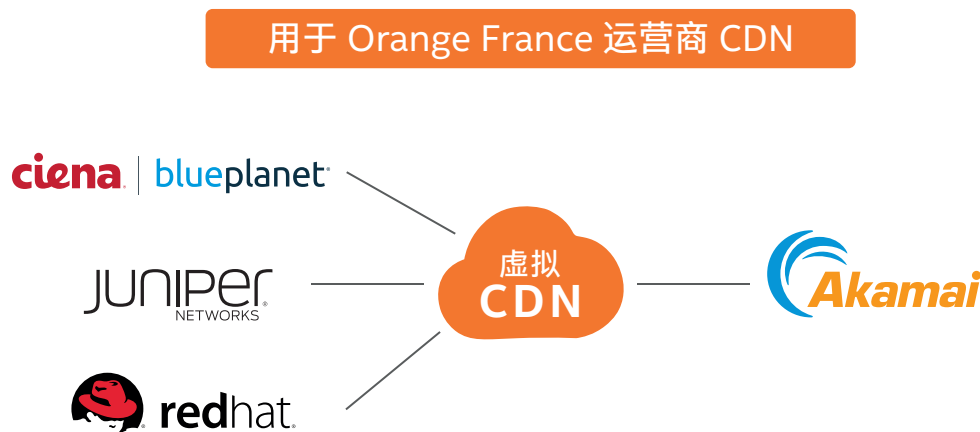 用于 Orange France 运营商 CDN
ciena | blueplanet
虚拟
CDN
JUNIPER
NETWORKS
Akamai
redhat